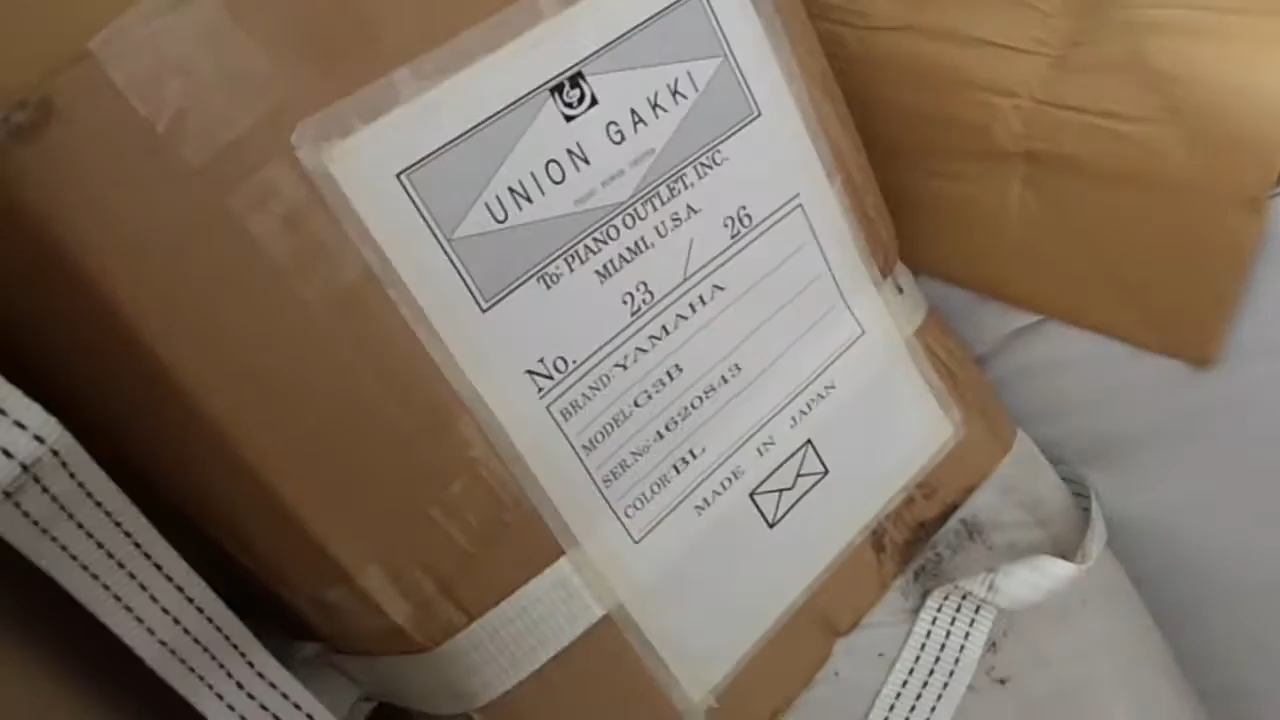 UNION GAKKI
To: PIANO OUTLET, INC.
MIAMI, U.S.A.
No. 23 / 26
BRAND: YAMAHA
MODEL: G3B
SER.No: 4620843
COLOR: BL
MADE IN JAPAN